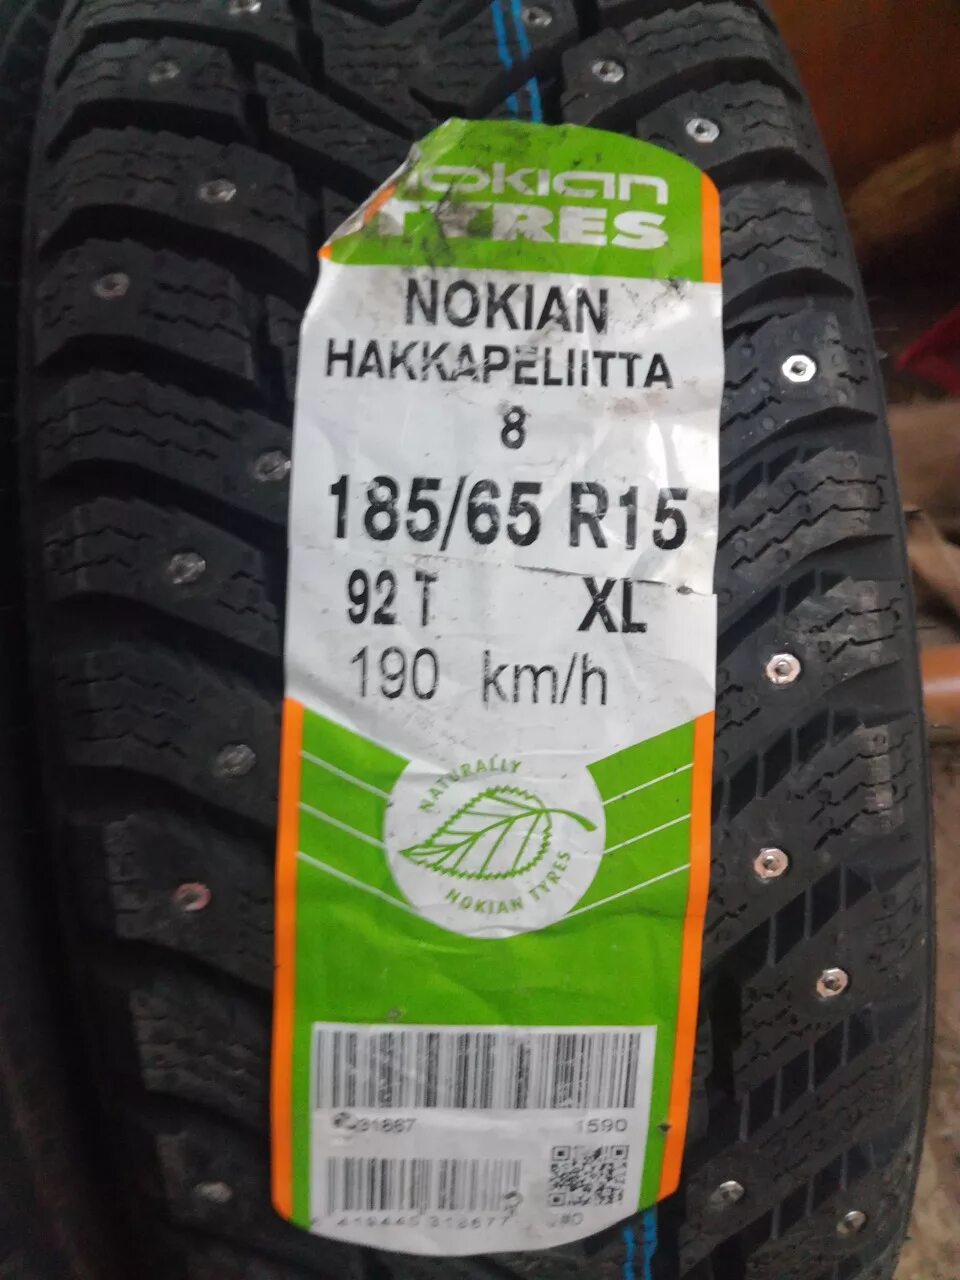 NOKIAN
TYRES
NOKIAN
HAKKAPELIITTA
8
185/65 R15
92 T XL
190 km/h
NATURALLY
NOKIAN TYRES
1590